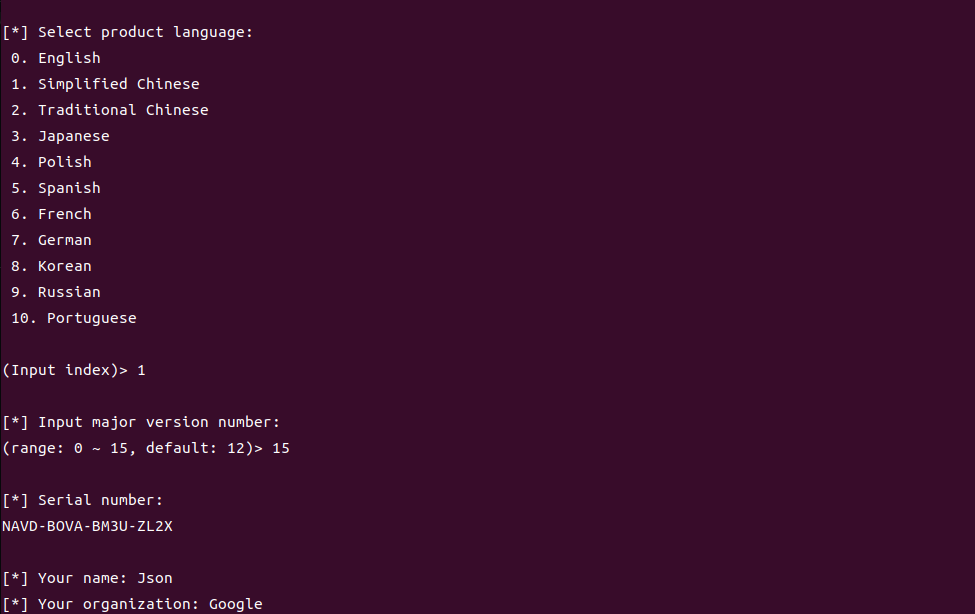 [*] Select product language:
0. English
1. Simplified Chinese
2. Traditional Chinese
3. Japanese
4. Polish
5. Spanish
6. French
7. German
8. Korean
9. Russian
10. Portuguese
(Input index)> 1
[*] Input major version number:
(range: 0 ~ 15, default: 12)> 15
[*] Serial number:
NAVD-BOVA-BM3U-ZL2X
[*] Your name: Json
[*] Your organization: Google